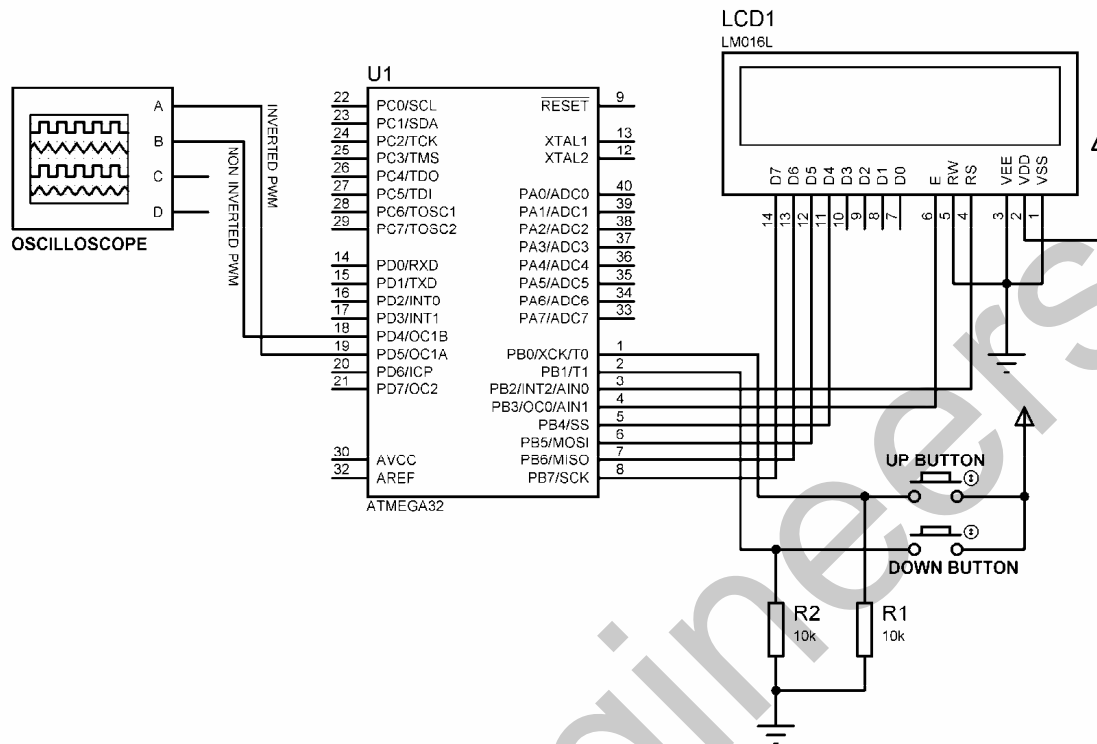 LCD1
LM016L
U1
A
B
C
D
OSCILLOSCOPE
INVERTED PWM
NON INVERTED PWM
22 PC0/SCL
23 PC1/SDA
24 PC2/TCK
25 PC3/TMS
26 PC4/TDO
27 PC5/TDI
28 PC6/TOSC1
29 PC7/TOSC2
14 PD0/RXD
15 PD1/TXD
16 PD2/INT0
17 PD3/INT1
18 PD4/OC1B
19 PD5/OC1A
20 PD6/ICP
21 PD7/OC2
30 AVCC
32 AREF
RESET 9
XTAL1 13
XTAL2 12
PA0/ADC0 40
PA1/ADC1 39
PA2/ADC2 38
PA3/ADC3 37
PA4/ADC4 36
PA5/ADC5 35
PA6/ADC6 34
PA7/ADC7 33
PB0/XCK/T0 1
PB1/T1 2
PB2/INT2/AIN0 3
PB3/OC0/AIN1 4
PB4/SS 5
PB5/MOSI 6
PB6/MISO 7
PB7/SCK 8
ATMEGA32
D7 D6 D5 D4 D3 D2 D1 D0 E RW RS VEE VDD VSS
14 13 12 11 10 9 8 7 6 5 4 3 2 1
UP BUTTON
DOWN BUTTON
R2
10k
R1
10k
gineers